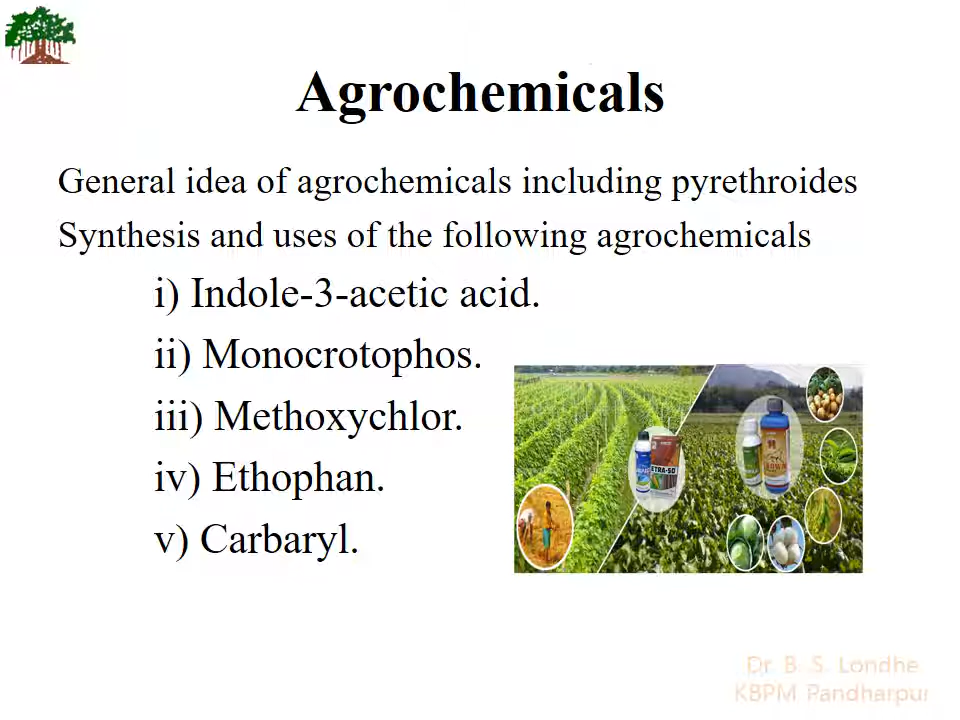 Agrochemicals
General idea of agrochemicals including pyrethroides
Synthesis and uses of the following agrochemicals
i) Indole-3-acetic acid.
ii) Monocrotophos.
iii) Methoxychlor.
iv) Ethophan.
v) Carbaryl.
Dr. B. S. Londhe
KBPM Pandharpur